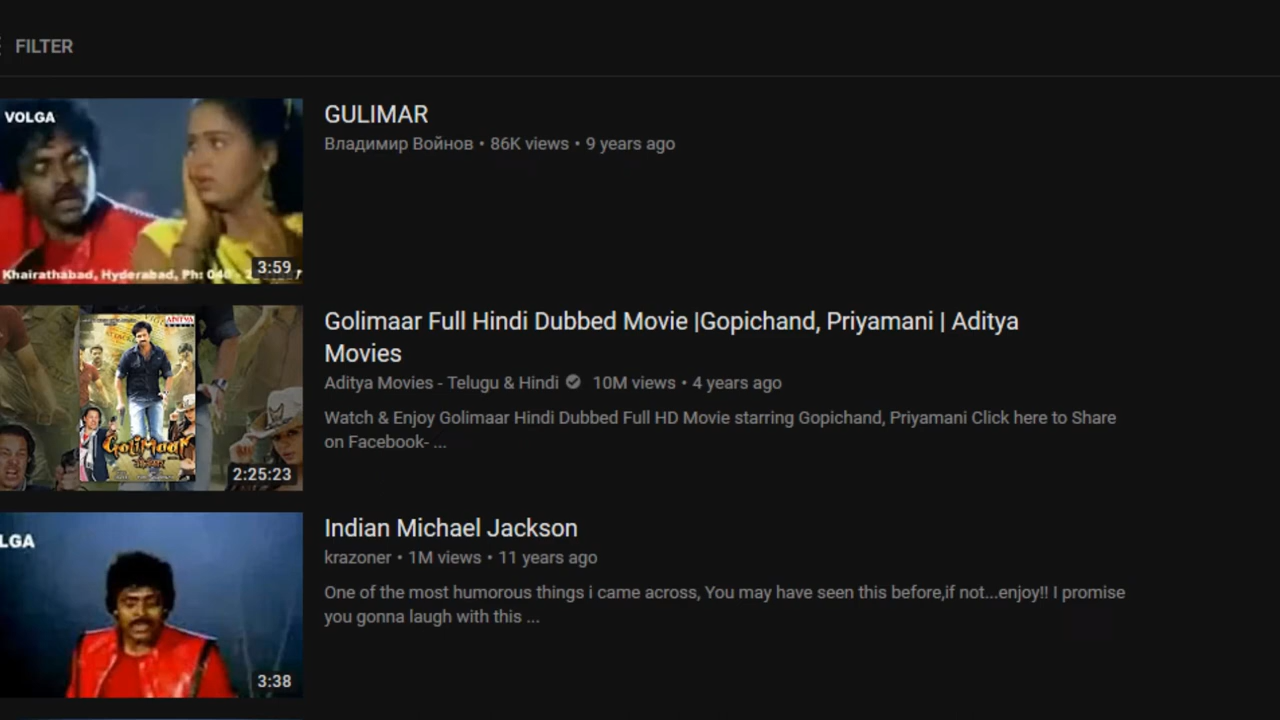 FILTER
VOLGA
Khairathabad, Hyderabad, Ph: 040 - 2
3:59
GULIMAR
Владимир Войнов • 86K views • 9 years ago
ADITYA
MOVIES
Golimaar
2:25:23
Golimaar Full Hindi Dubbed Movie |Gopichand, Priyamani | Aditya
Movies
Aditya Movies - Telugu & Hindi 10M views • 4 years ago
Watch & Enjoy Golimaar Hindi Dubbed Full HD Movie starring Gopichand, Priyamani Click here to Share
on Facebook- ...
LGA
3:38
Indian Michael Jackson
krazoner • 1M views • 11 years ago
One of the most humorous things i came across, You may have seen this before,if not...enjoy!! I promise
you gonna laugh with this ...